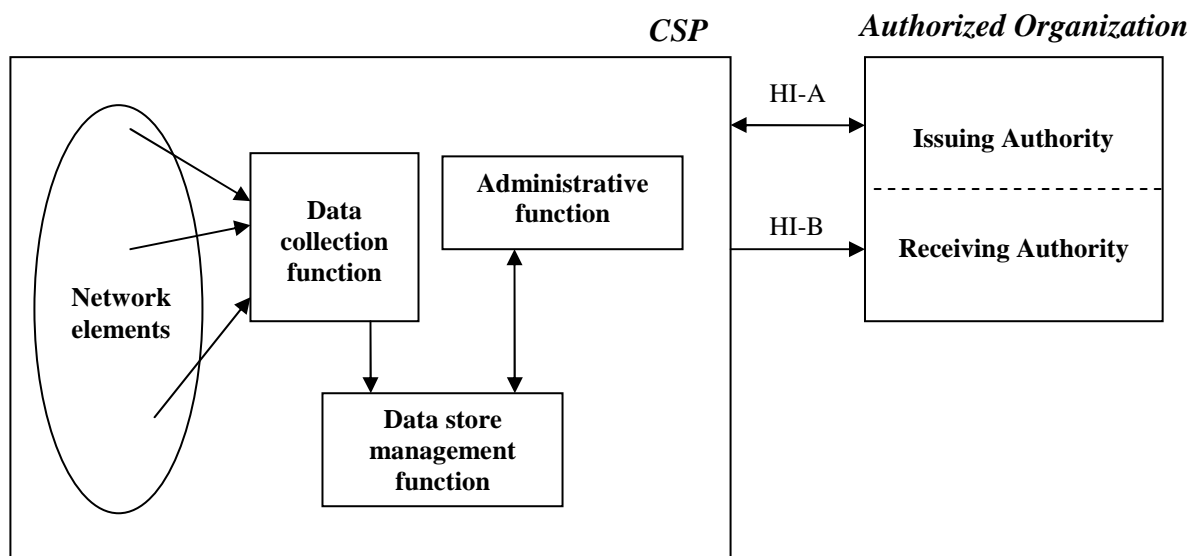 CSP
Authorized Organization
HI-A
Issuing Authority
Administrative
function
Data
collection
function
HI-B
Receiving Authority
Network
elements
Data store
management
function